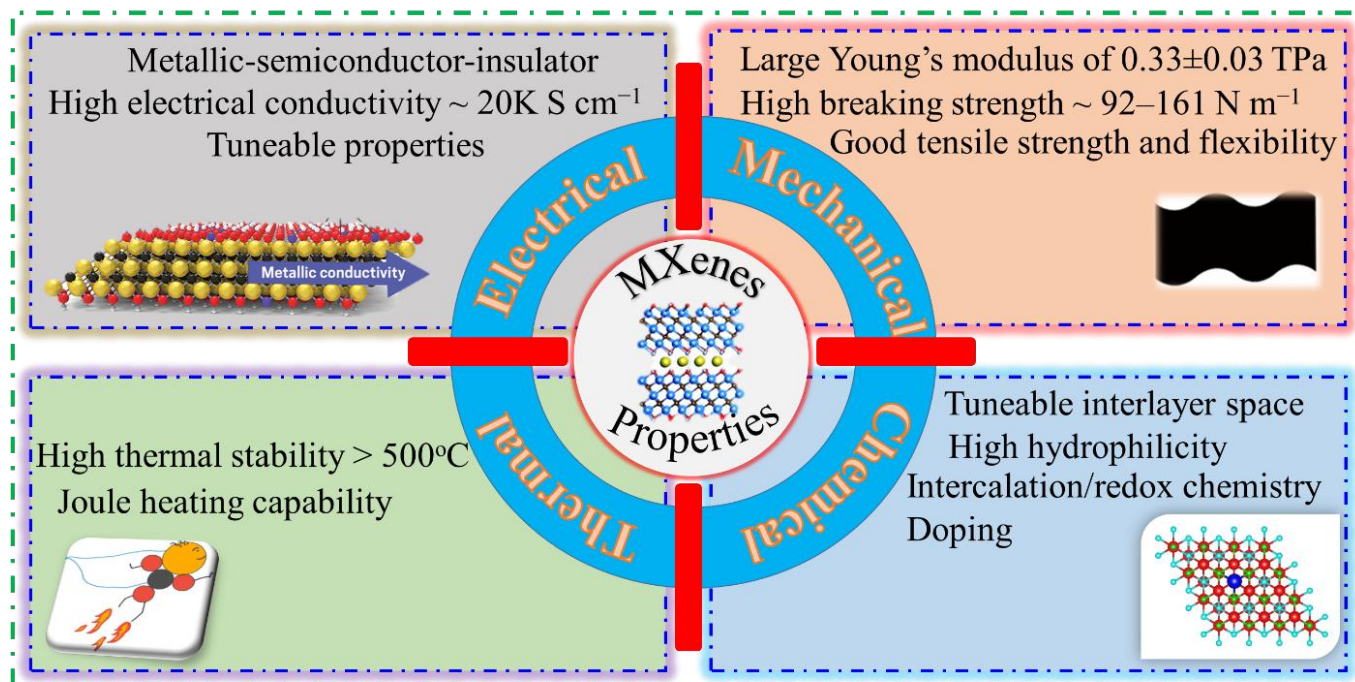 Metallic-semiconductor-insulator
High electrical conductivity ~ 20K S cm⁻¹
Tuneable properties
Metallic conductivity
Electrical
Large Young's modulus of 0.33±0.03 TPa
High breaking strength ~ 92–161 N m⁻¹
Good tensile strength and flexibility
Mechanical
MXenes
Properties
High thermal stability > 500°C
Joule heating capability
Thermal
Tuneable interlayer space
High hydrophilicity
Intercalation/redox chemistry
Doping
Chemical